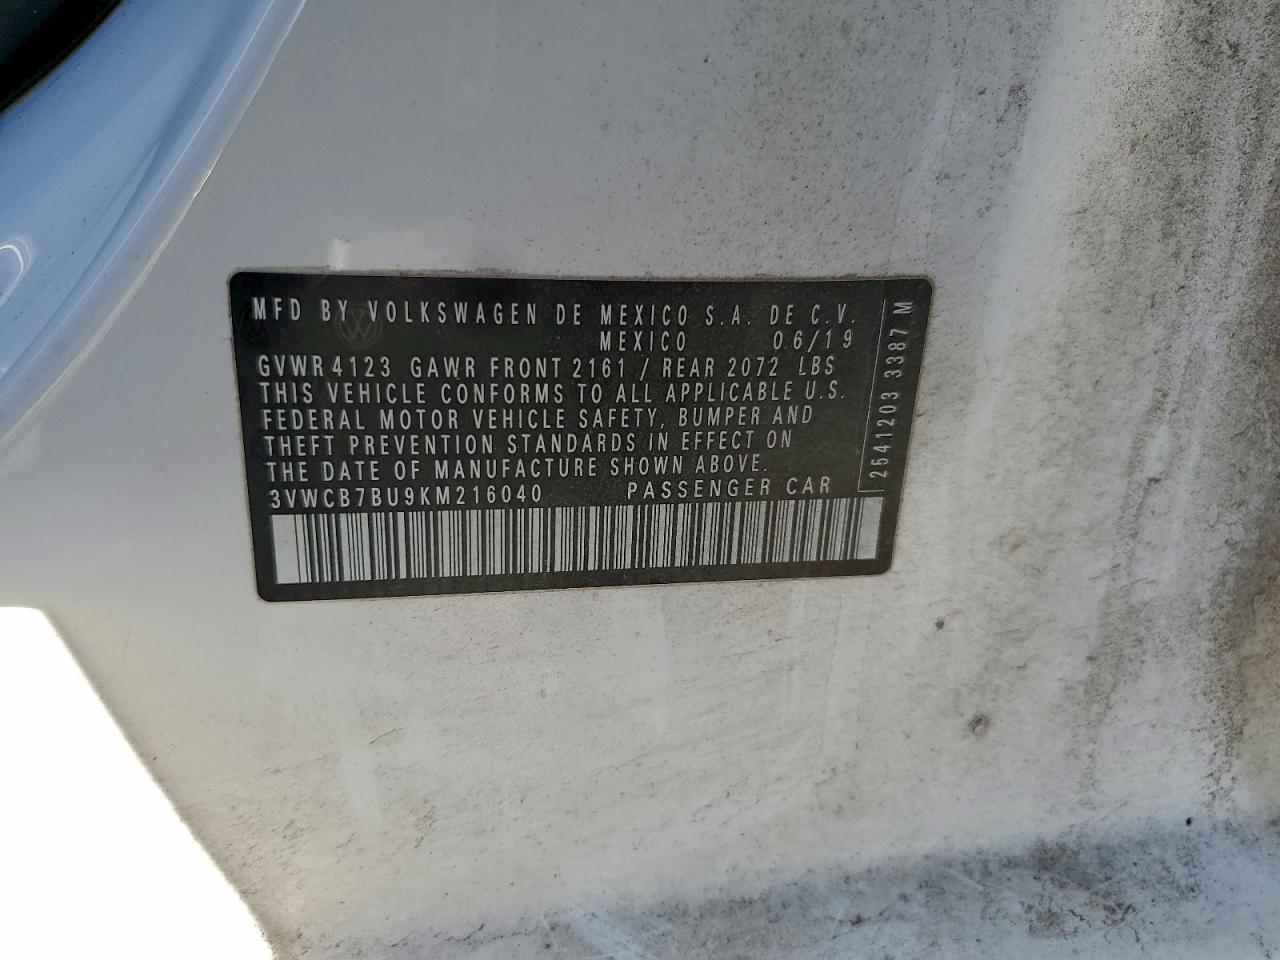 MFD BY VOLKSWAGEN DE MEXICO S.A. DE C.V.
MEXICO 06/19
GVWR 4123 GAWR FRONT 2161 / REAR 2072 LBS
THIS VEHICLE CONFORMS TO ALL APPLICABLE U.S.
FEDERAL MOTOR VEHICLE SAFETY, BUMPER AND
THEFT PREVENTION STANDARDS IN EFFECT ON
THE DATE OF MANUFACTURE SHOWN ABOVE.
3VWCB7BU9KM216040 PASSENGER CAR
2541203 3387 M